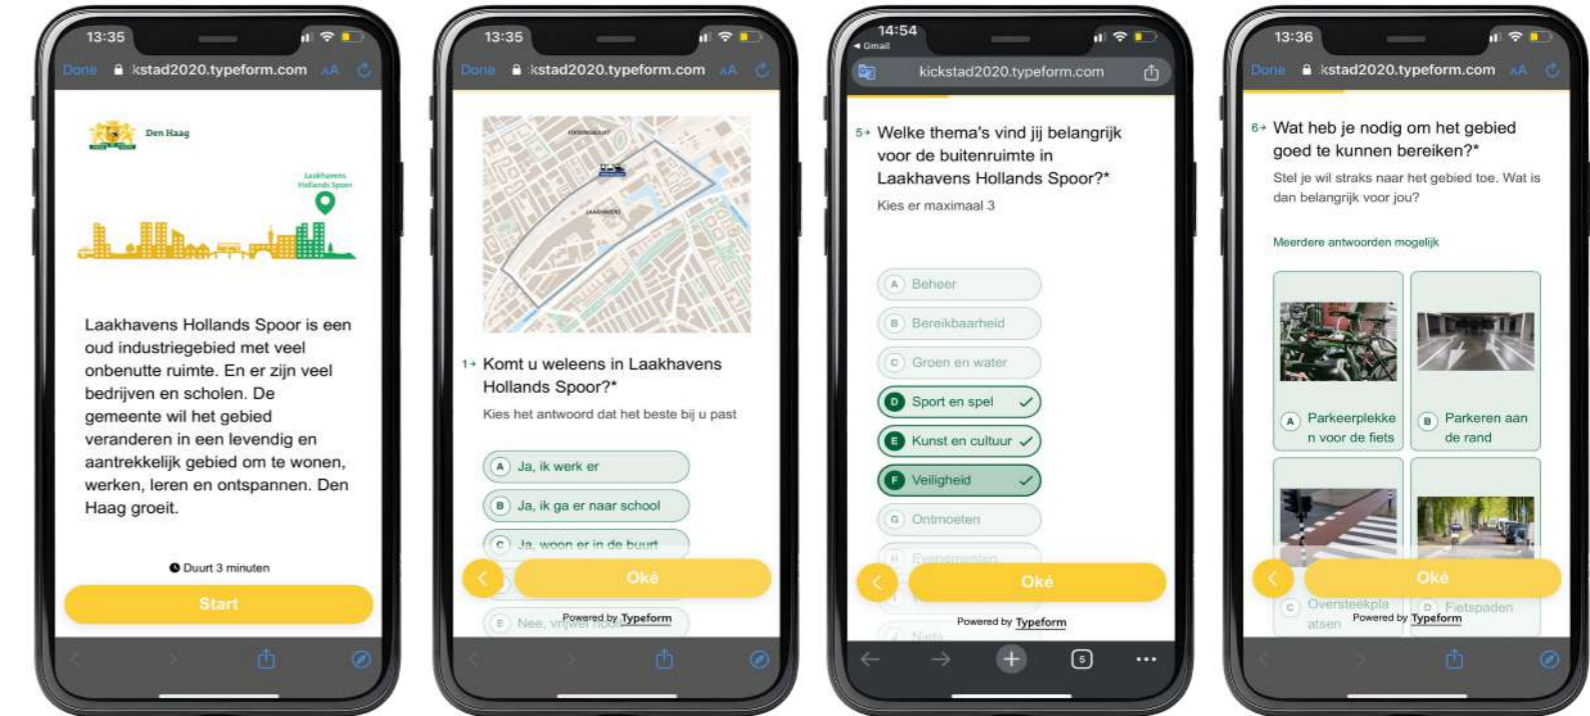 13:35
Done kstad2020.typeform.com AA
Den Haag
Laakhavens
Hollands Spoor
Laakhavens Hollands Spoor is een
oud industriegebied met veel
onbenutte ruimte. En er zijn veel
bedrijven en scholen. De
gemeente wil het gebied
veranderen in een levendig en
aantrekkelijk gebied om te wonen,
werken, leren en ontspannen. Den
Haag groeit.
Duurt 3 minuten
Start
13:35
Done kstad2020.typeform.com AA
LAAKHAVENS
1→ Komt u weleens in Laakhavens
Hollands Spoor?*
Kies het antwoord dat het beste bij u past
A Ja, ik werk er
B Ja, ik ga er naar school
C Ja, woon er in de buurt
Oké
E Nee, vrijwel nooit
Powered by Typeform
14:54
◂ Gmail
kickstad2020.typeform.com
5→ Welke thema's vind jij belangrijk
voor de buitenruimte in
Laakhavens Hollands Spoor?*
Kies er maximaal 3
A Beheer
B Bereikbaarheid
C Groen en water
D Sport en spel
E Kunst en cultuur
F Veiligheid
G Ontmoeten
H Evenementen
Oké
Powered by Typeform
J Niets
5
13:36
Done kstad2020.typeform.com AA
6→ Wat heb je nodig om het gebied
goed te kunnen bereiken?*
Stel je wil straks naar het gebied toe. Wat is
dan belangrijk voor jou?
Meerdere antwoorden mogelijk
A Parkeerplekke
n voor de fiets
B Parkeren aan
de rand
Oké
C Oversteekpla
atsen
D Fietspaden
Powered by Typeform